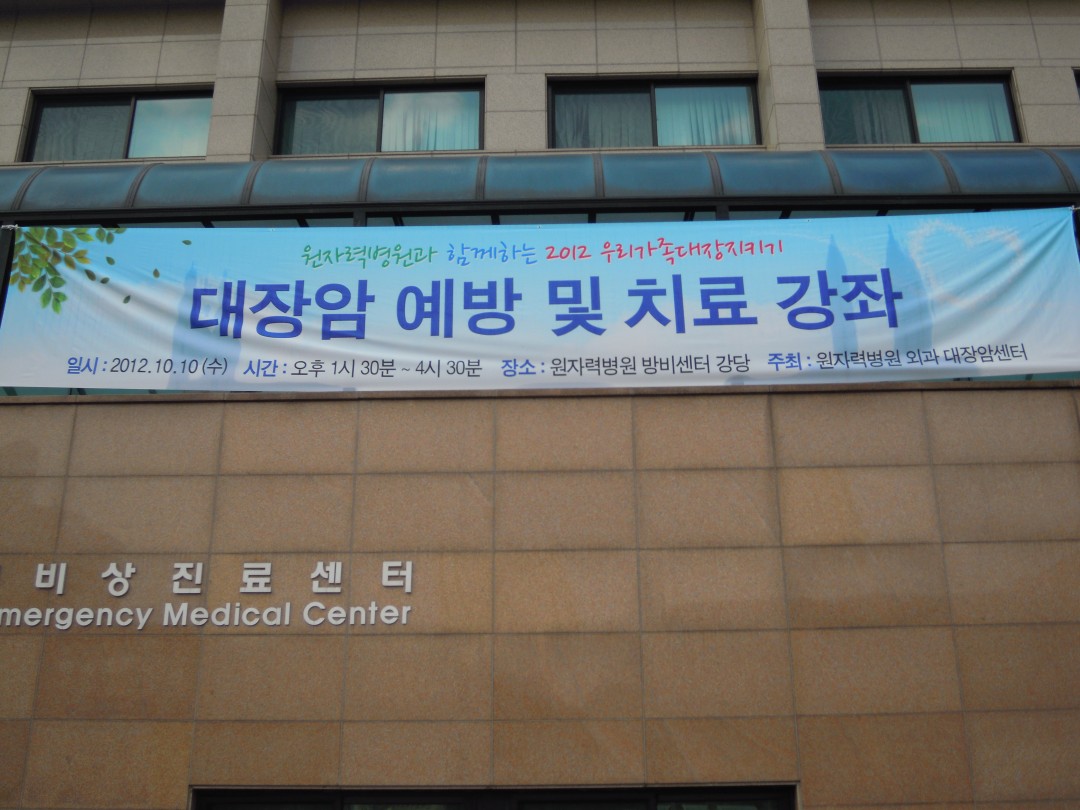 원자력병원과 함께하는 2012 우리가족대장지키기
대장암 예방 및 치료 강좌
일시 : 2012.10.10 (수) 시간 : 오후 1시 30분 ~ 4시 30분 장소 : 원자력병원 방비센터 강당 주최 : 원자력병원 외과 대장암센터
비상진료센터
mergency Medical Center